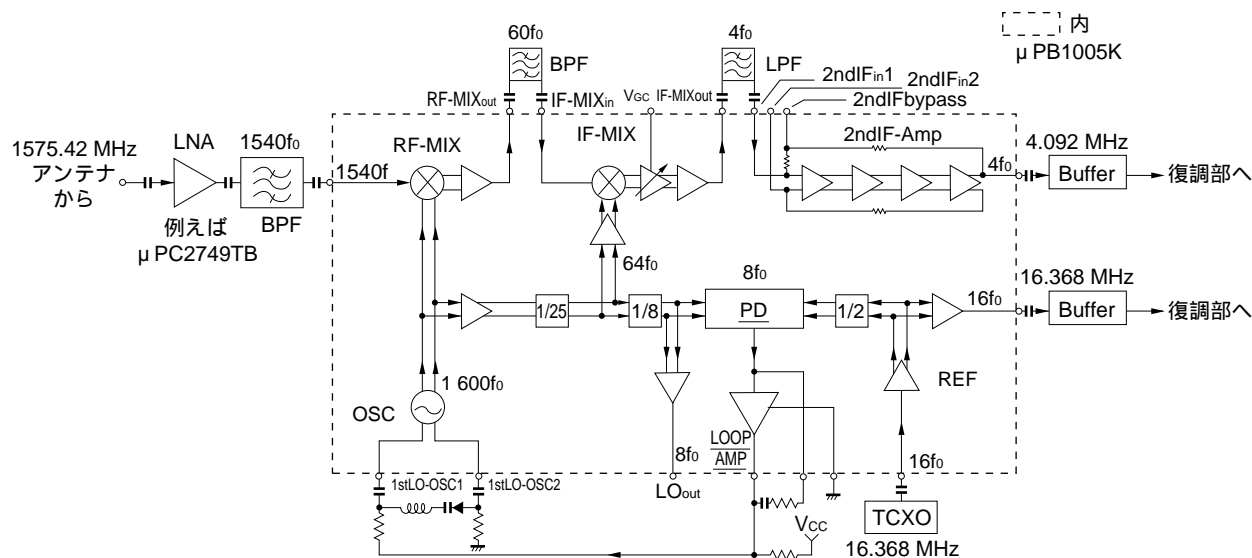 60f₀
BPF
4f₀
LPF
内
μPB1005K
2ndIFin1
2ndIFin2
2ndIFbypass
RF-MIXout
IF-MIXin
VGC
IF-MIXout
1575.42 MHz
アンテナ
から
LNA
例えば
μPC2749TB
1540f₀
BPF
1540f
RF-MIX
IF-MIX
2ndIF-Amp
4f₀
4.092 MHz
Buffer
復調部へ
64f₀
1/25
1/8
8f₀
PD
1/2
16f₀
16.368 MHz
Buffer
復調部へ
OSC
1 600f₀
8f₀
LOOP
AMP
REF
16f₀
1stLO-OSC1
1stLO-OSC2
LOout
VCC
TCXO
16.368 MHz